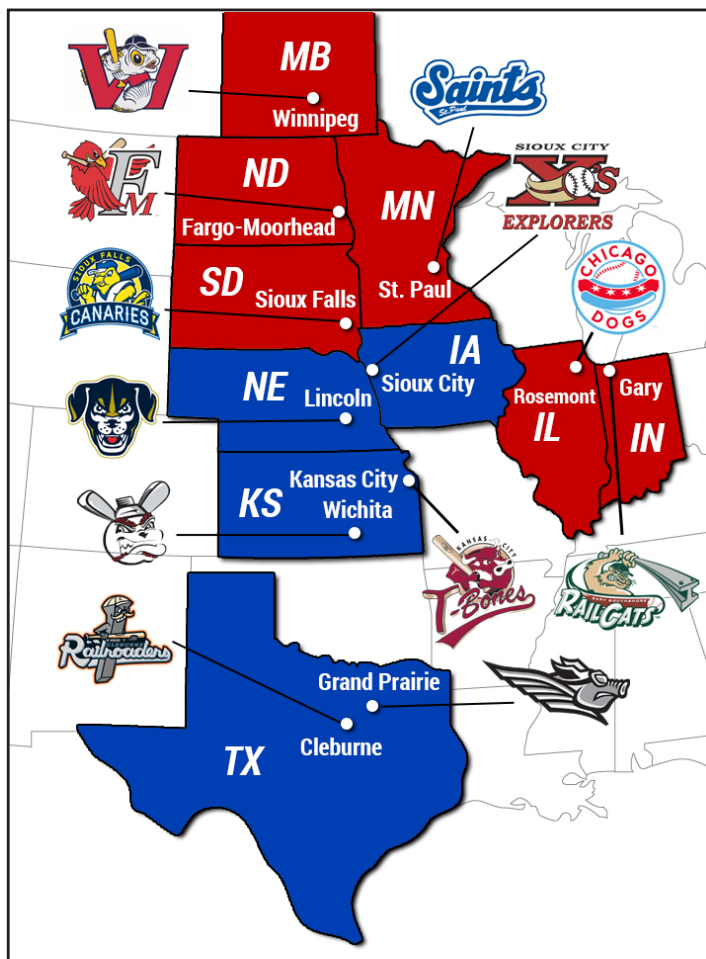 W
MB
Winnipeg
Saints
St. Paul
SIOUX CITY
X's
EXPLORERS
FM
ND
Fargo-Moorhead
MN
St. Paul
CHICAGO
DOGS
SIOUX FALLS
CANARIES
SD
Sioux Falls
IA
Sioux City
NE
Lincoln
Rosemont
IL
Gary
IN
KS
Kansas City
Wichita
KANSAS CITY
T-Bones
RAILCATS
CLEBURNE
Railroaders
Grand Prairie
Cleburne
TX